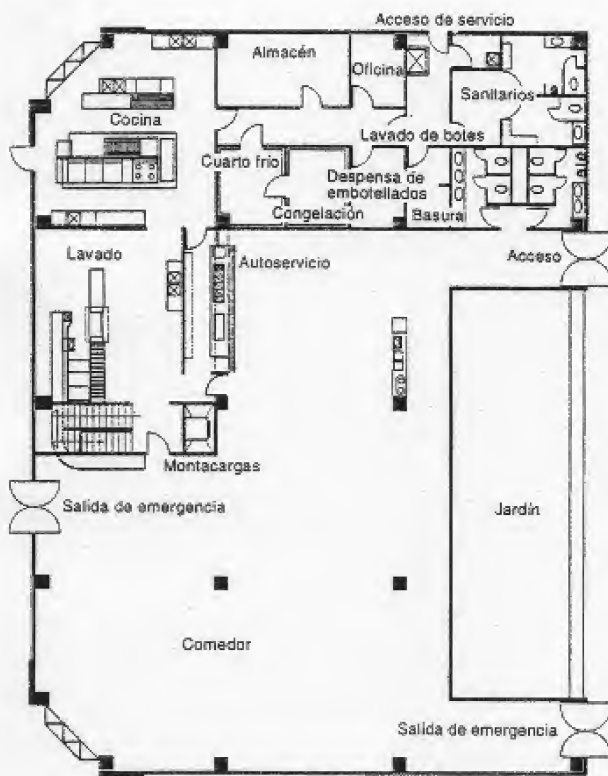 Acceso de servicio
Almacén
Oficina
Sanitarios
Cocina
Lavado de botes
Cuarto frío
Despensa de
embotellados
Congelación
Basura
Lavado
Autoservicio
Acceso
Montacargas
Salida de emergencia
Jardín
Comedor
Salida de emergencia